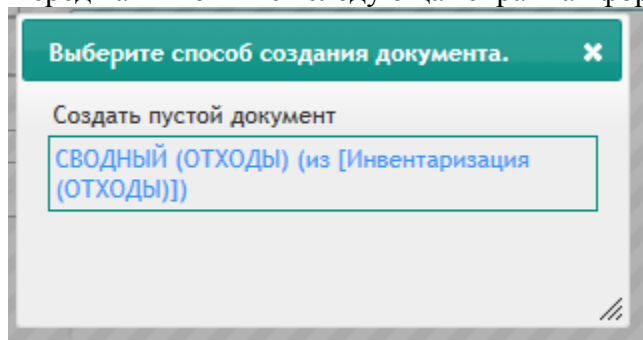 Выберите способ создания документа.
Создать пустой документ
СВОДНЫЙ (ОТХОДЫ) (из [Инвентаризация
(ОТХОДЫ)])